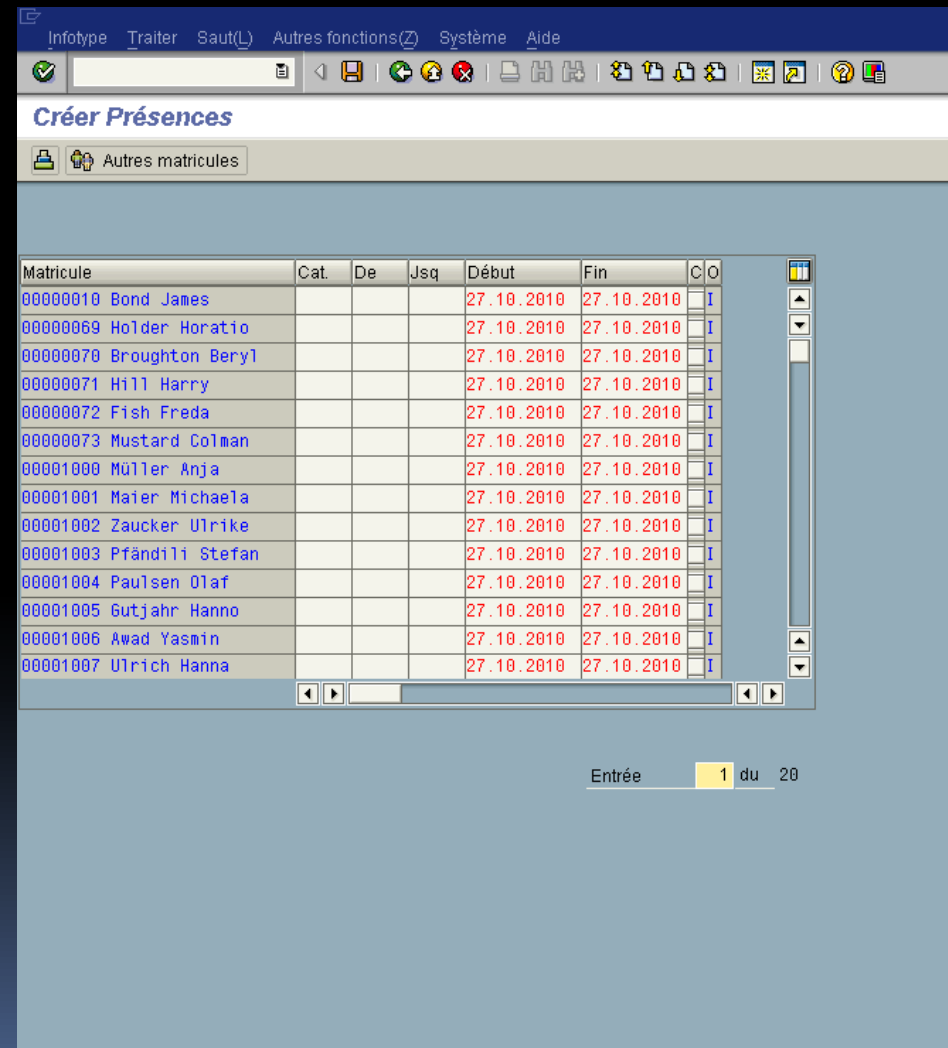 Infotype Traiter Saut(L) Autres fonctions(Z) Système Aide
Créer Présences
Autres matricules
Matricule Cat. De Jsq Début Fin C O
00000010 Bond James 27.10.2010 27.10.2010 I
00000069 Holder Horatio 27.10.2010 27.10.2010 I
00000070 Broughton Beryl 27.10.2010 27.10.2010 I
00000071 Hill Harry 27.10.2010 27.10.2010 I
00000072 Fish Freda 27.10.2010 27.10.2010 I
00000073 Mustard Colman 27.10.2010 27.10.2010 I
00001000 Müller Anja 27.10.2010 27.10.2010 I
00001001 Maier Michaela 27.10.2010 27.10.2010 I
00001002 Zaucker Ulrike 27.10.2010 27.10.2010 I
00001003 Pfändili Stefan 27.10.2010 27.10.2010 I
00001004 Paulsen Olaf 27.10.2010 27.10.2010 I
00001005 Gutjahr Hanno 27.10.2010 27.10.2010 I
00001006 Awad Yasmin 27.10.2010 27.10.2010 I
00001007 Ulrich Hanna 27.10.2010 27.10.2010 I
Entrée 1 du 20